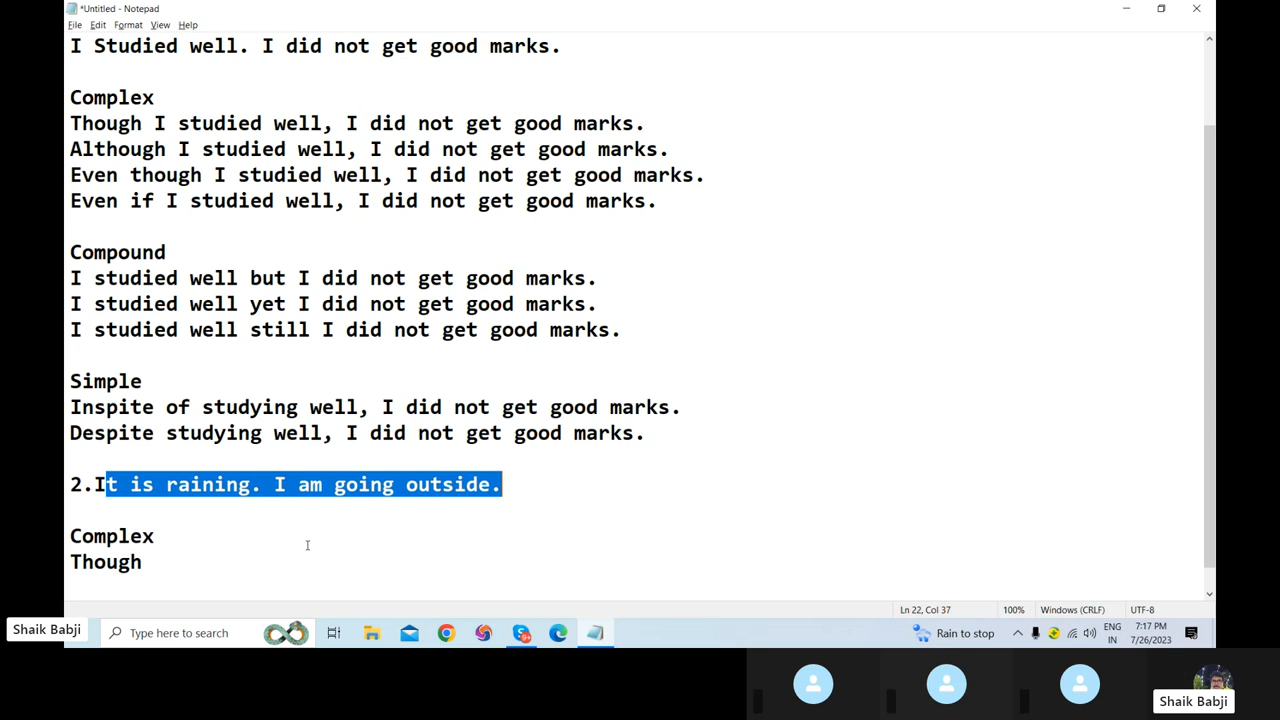 *Untitled - Notepad
File Edit Format View Help
I Studied well. I did not get good marks.
Complex
Though I studied well, I did not get good marks.
Although I studied well, I did not get good marks.
Even though I studied well, I did not get good marks.
Even if I studied well, I did not get good marks.
Compound
I studied well but I did not get good marks.
I studied well yet I did not get good marks.
I studied well still I did not get good marks.
Simple
Inspite of studying well, I did not get good marks.
Despite studying well, I did not get good marks.
2.It is raining. I am going outside.
Complex
Though
Ln 22, Col 37 100% Windows (CRLF) UTF-8
Shaik Babji
Type here to search
Rain to stop
ENG
IN
7:17 PM
7/26/2023
Shaik Babji